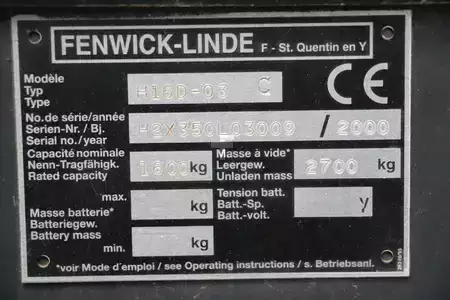 FENWICK-LINDE F - St. Quentin en Y
Modèle
Typ H16D-03 C
Type
No.de série/année
Serien-Nr. / Bj. H2X350L03009 / 2000
Serial no./year
Capacité nominale Masse à vide*
Nenn-Tragfähigk. 1600 kg Leergew. 2700 kg
Rated capacity Unladen mass
max. kg Tension batt.
Masse batterie* Batt.-Sp. V
Batteriegew. Batt.-volt.
Battery mass
min. kg
*voir Mode d'emploi / see Operating instructions / s. Betriebsanl.